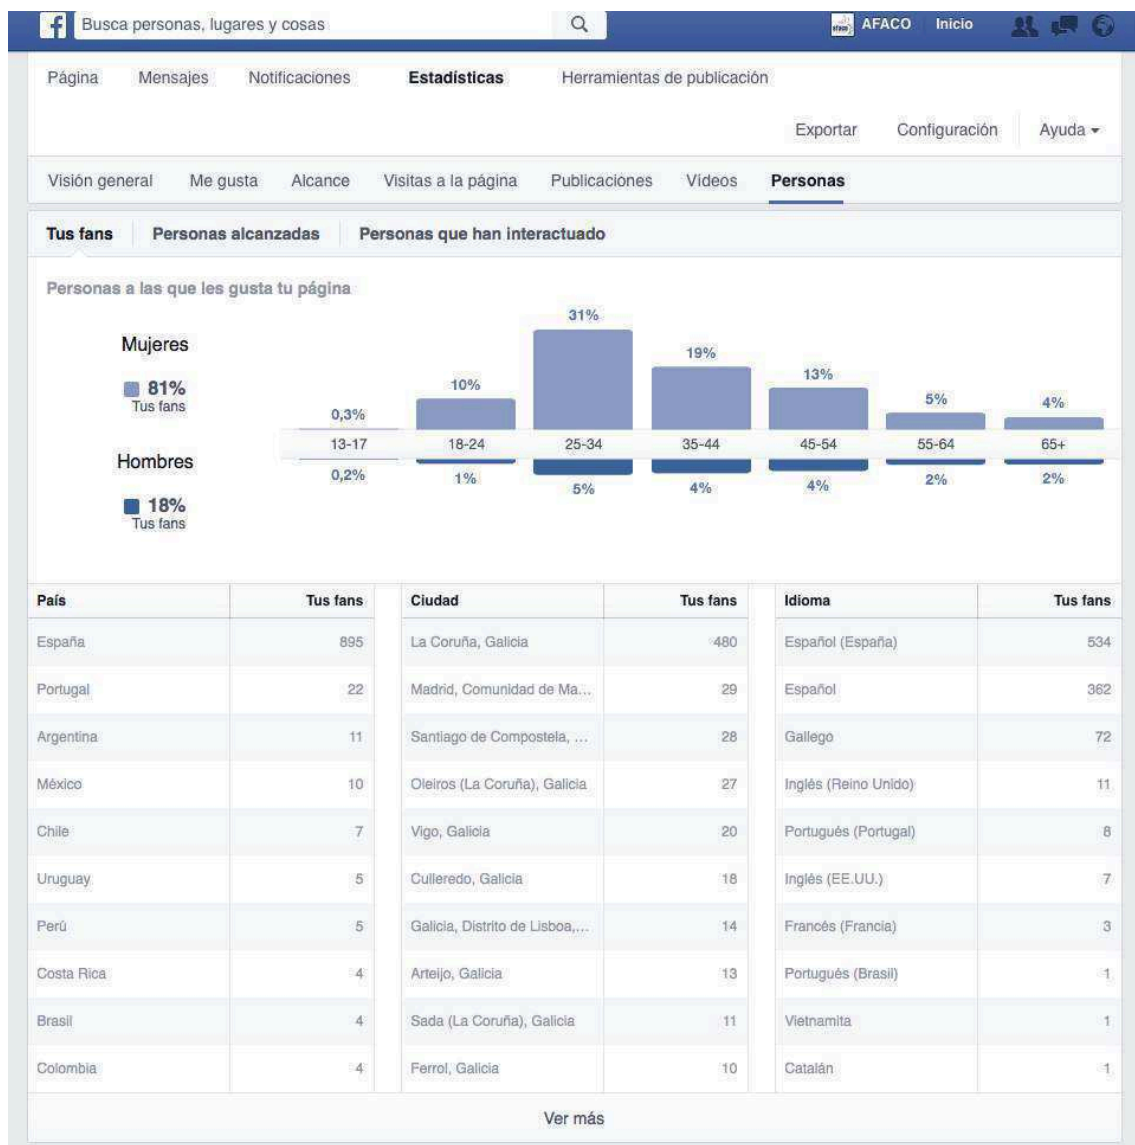 Busca personas, lugares y cosas AFACO Inicio
Página Mensajes Notificaciones Estadísticas Herramientas de publicación
Exportar Configuración Ayuda
Visión general Me gusta Alcance Visitas a la página Publicaciones Vídeos Personas
Tus fans Personas alcanzadas Personas que han interactuado
Personas a las que les gusta tu página
Mujeres
81%
Tus fans
Hombres
18%
Tus fans
0,3% 10% 31% 19% 13% 5% 4%
13-17 18-24 25-34 35-44 45-54 55-64 65+
0,2% 1% 5% 4% 4% 2% 2%
País Tus fans Ciudad Tus fans Idioma Tus fans
España 895 La Coruña, Galicia 480 Español (España) 534
Portugal 22 Madrid, Comunidad de Ma... 29 Español 362
Argentina 11 Santiago de Compostela, ... 28 Gallego 72
México 10 Oleiros (La Coruña), Galicia 27 Inglés (Reino Unido) 11
Chile 7 Vigo, Galicia 20 Portugués (Portugal) 8
Uruguay 5 Culleredo, Galicia 18 Inglés (EE.UU.) 7
Perú 5 Galicia, Distrito de Lisboa,... 14 Francés (Francia) 3
Costa Rica 4 Arteijo, Galicia 13 Portugués (Brasil) 1
Brasil 4 Sada (La Coruña), Galicia 11 Vietnamita 1
Colombia 4 Ferrol, Galicia 10 Catalán 1
Ver más